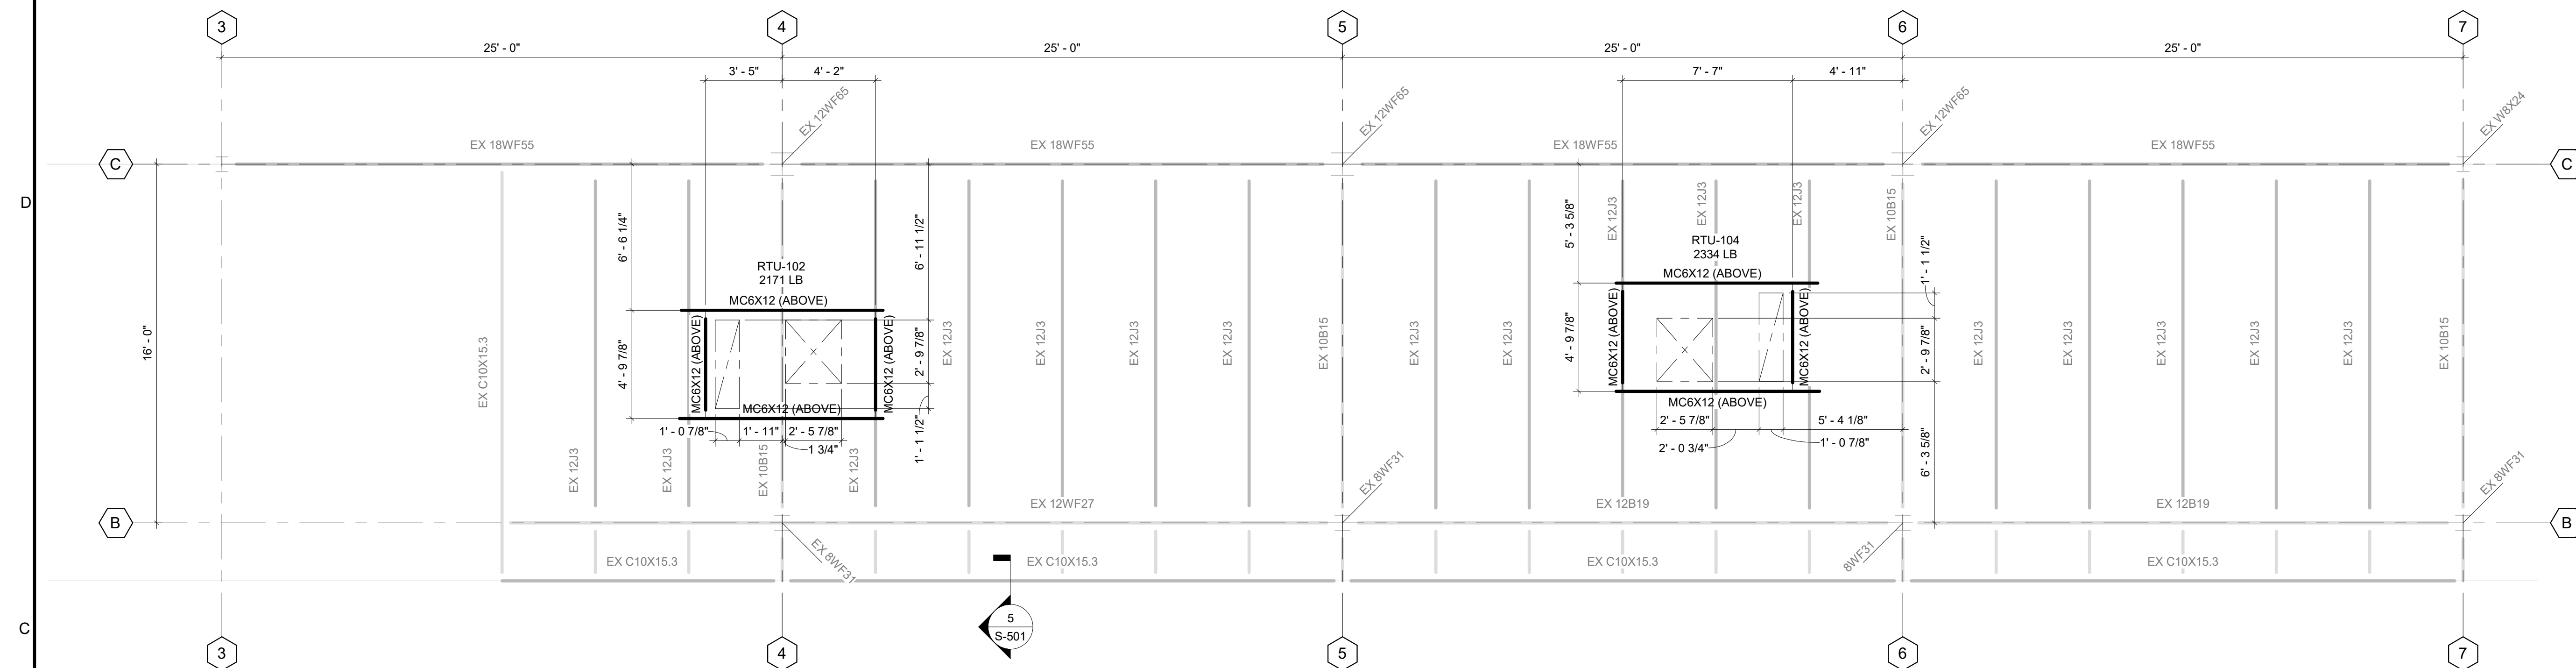 3
4
5
6
7
25' - 0"
25' - 0"
25' - 0"
25' - 0"
3' - 5"
4' - 2"
7' - 7"
4' - 11"
EX 12WF65
EX 12WF65
EX 12WF65
EX W8X24
EX 18WF55
EX 18WF55
EX 18WF55
EX 18WF55
C
C
D
6' - 6 1/4"
6' - 11 1/2"
5' - 3 5/8"
EX 12J3
EX 12J3
EX 12J3
EX 10B15
RTU-102
2171 LB
MC6X12 (ABOVE)
RTU-104
2334 LB
MC6X12 (ABOVE)
1' - 1 1/2"
16' - 0"
EX C10X15.3
4' - 9 7/8"
MC6X12 (ABOVE)
MC6X12 (ABOVE)
2' - 9 7/8"
EX 12J3
EX 12J3
EX 12J3
EX 12J3
EX 10B15
EX 12J3
EX 12J3
4' - 9 7/8"
MC6X12 (ABOVE)
MC6X12 (ABOVE)
2' - 9 7/8"
EX 12J3
EX 12J3
EX 12J3
EX 12J3
EX 12J3
EX 10B15
MC6X12 (ABOVE)
MC6X12 (ABOVE)
1' - 0 7/8"
1' - 11"
2' - 5 7/8"
1 3/4"
1' - 1 1/2"
2' - 5 7/8"
5' - 4 1/8"
2' - 0 3/4"
1' - 0 7/8"
6' - 3 5/8"
EX 12J3
EX 12J3
EX 10B15
EX 12J3
EX 8WF31
EX 8WF31
EX 12WF27
EX 12B19
EX 12B19
B
B
EX 8WF31
8WF31
EX C10X15.3
EX C10X15.3
EX C10X15.3
EX C10X15.3
C
5
S-501
3
4
5
6
7